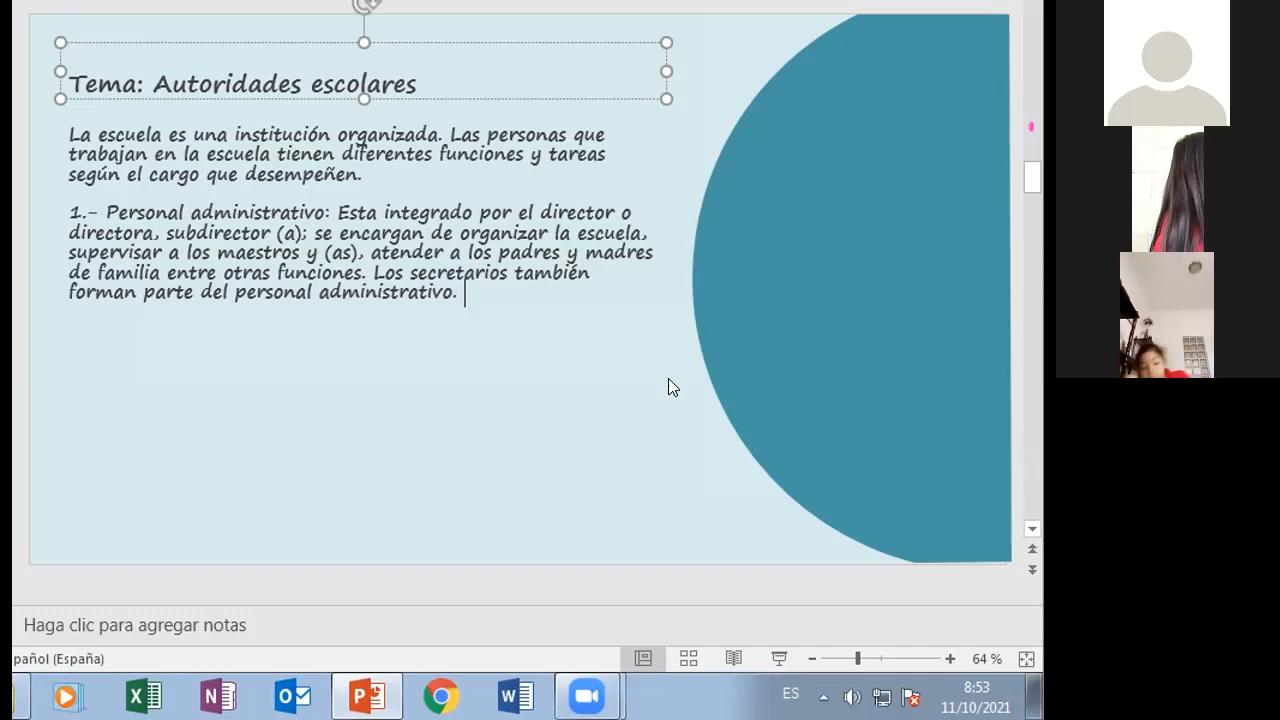 Tema: Autoridades escolares
La escuela es una institución organizada. Las personas que
trabajan en la escuela tienen diferentes funciones y tareas
según el cargo que desempeñen.
1.- Personal administrativo: Esta integrado por el director o
directora, subdirector (a); se encargan de organizar la escuela,
supervisar a los maestros y (as), atender a los padres y madres
de familia entre otras funciones. Los secretarios también
forman parte del personal administrativo.
Haga clic para agregar notas
pañol (España)
64 %
ES
8:53
11/10/2021